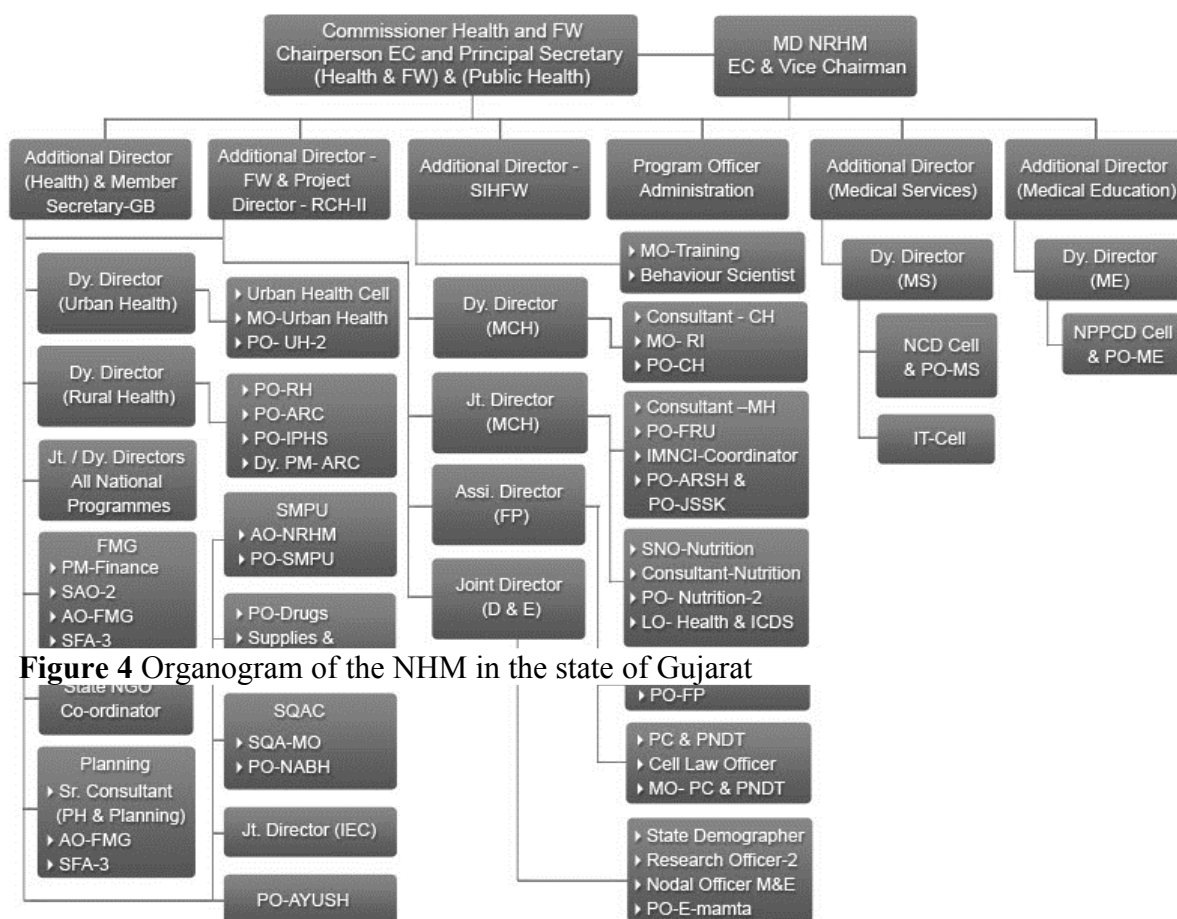 Commissioner Health and FW
Chairperson EC and Principal Secretary
(Health & FW) & (Public Health)
MD NRHM
EC & Vice Chairman
Additional Director
(Health) & Member
Secretary-GB
Additional Director -
FW & Project
Director - RCH-II
Additional Director -
SIHFW
Program Officer
Administration
Additional Director
(Medical Services)
Additional Director
(Medical Education)
Dy. Director
(Urban Health)
Dy. Director
(Rural Health)
Jt. / Dy. Directors
All National
Programmes
FMG
PM-Finance
SAO-2
AO-FMG
SFA-3
Urban Health Cell
MO-Urban Health
PO- UH-2
PO-RH
PO-ARC
PO-IPHS
Dy. PM- ARC
SMPU
AO-NRHM
PO-SMPU
PO-Drugs
Supplies &
Dy. Director
(MCH)
Jt. Director
(MCH)
Assi. Director
(FP)
Joint Director
(D & E)
MO-Training
Behaviour Scientist
Consultant - CH
MO- RI
PO-CH
Consultant –MH
PO-FRU
IMNCI-Coordinator
PO-ARSH &
PO-JSSK
SNO-Nutrition
Consultant-Nutrition
PO- Nutrition-2
LO- Health & ICDS
Dy. Director
(MS)
NCD Cell
& PO-MS
IT-Cell
Dy. Director
(ME)
NPPCD Cell
& PO-ME
Figure 4 Organogram of the NHM in the state of Gujarat
State NGO
Co-ordinator
Planning
Sr. Consultant
(PH & Planning)
AO-FMG
SFA-3
SQAC
SQA-MO
PO-NABH
Jt. Director (IEC)
PO-AYUSH
PO-FP
PC & PNDT
Cell Law Officer
MO- PC & PNDT
State Demographer
Research Officer-2
Nodal Officer M&E
PO-E-mamta